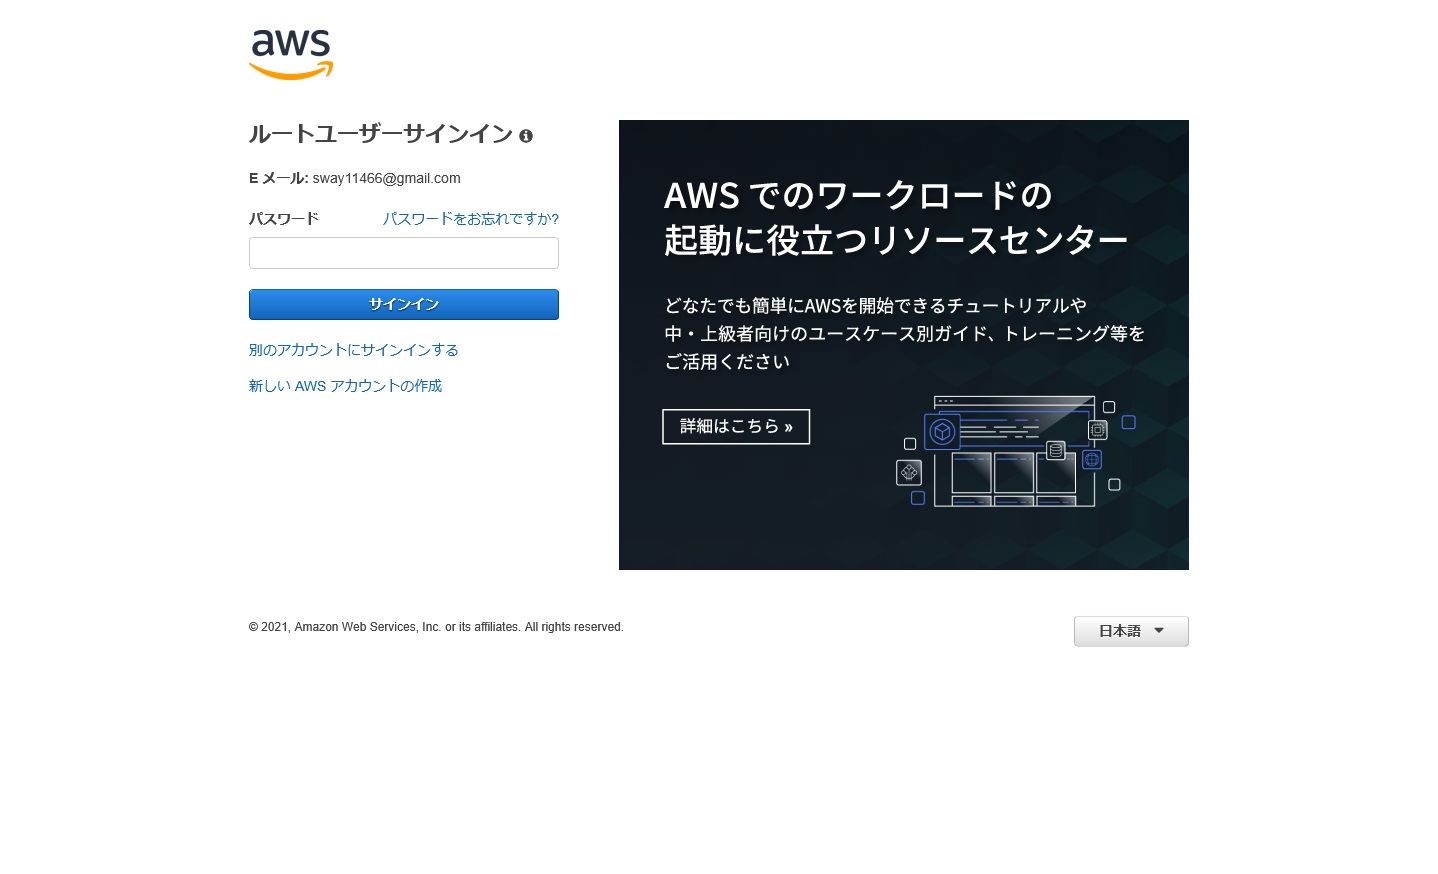 aws
ルートユーザーサインイン
E メール: sway11466@gmail.com
パスワード パスワードをお忘れですか?
サインイン
別のアカウントにサインインする
新しい AWS アカウントの作成
AWS でのワークロードの
起動に役立つリソースセンター
どなたでも簡単にAWSを開始できるチュートリアルや
中・上級者向けのユースケース別ガイド、トレーニング等を
ご活用ください
詳細はこちら »
© 2021, Amazon Web Services, Inc. or its affiliates. All rights reserved.
日本語